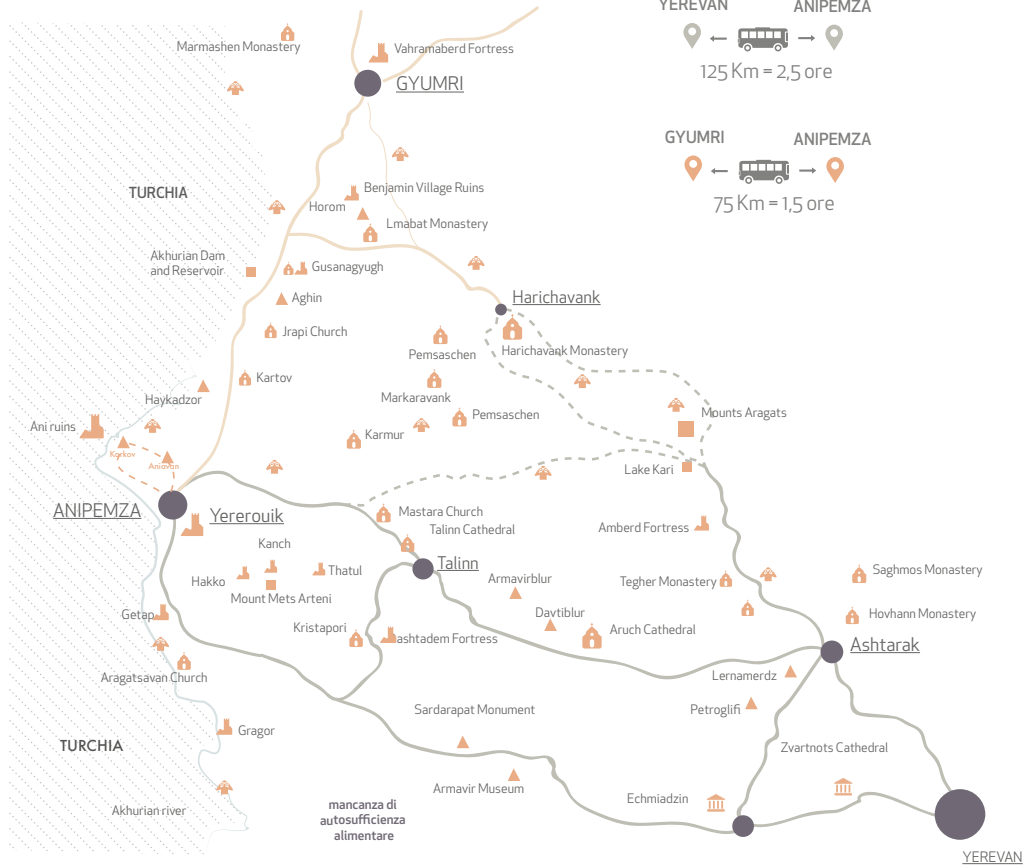 YEREVAN
ANIPEMZA
125 Km = 2,5 ore
GYUMRI
ANIPEMZA
75 Km = 1,5 ore
Marmashen Monastery
Vahramaberd Fortress
GYUMRI
TURCHIA
Benjamin Village Ruins
Horom
Lmabat Monastery
Akhurian Dam
and Reservoir
Gusanagyugh
Aghin
Harichavank
Jrapi Church
Pemsaschen
Harichavank Monastery
Kartov
Haykadzor
Markaravank
Pemsaschen
Mounts Aragats
Ani ruins
Karmur
Korkov
Aniavan
Lake Kari
ANIPEMZA
Yererouik
Mastara Church
Talinn Cathedral
Amberd Fortress
Kanch
Talinn
Hakko
Thatul
Armavirblur
Tegher Monastery
Saghmos Monastery
Mount Mets Arteni
Getap
Davtiblur
Hovhann Monastery
Kristapori
ashtadem Fortress
Aruch Cathedral
Ashtarak
Aragatsavan Church
Lernamerdz
Petroglifi
Sardarapat Monument
Gragor
TURCHIA
Zvartnots Cathedral
Armavir Museum
Echmiadzin
Akhurian river
mancanza di
autosufficienza
alimentare
YEREVAN